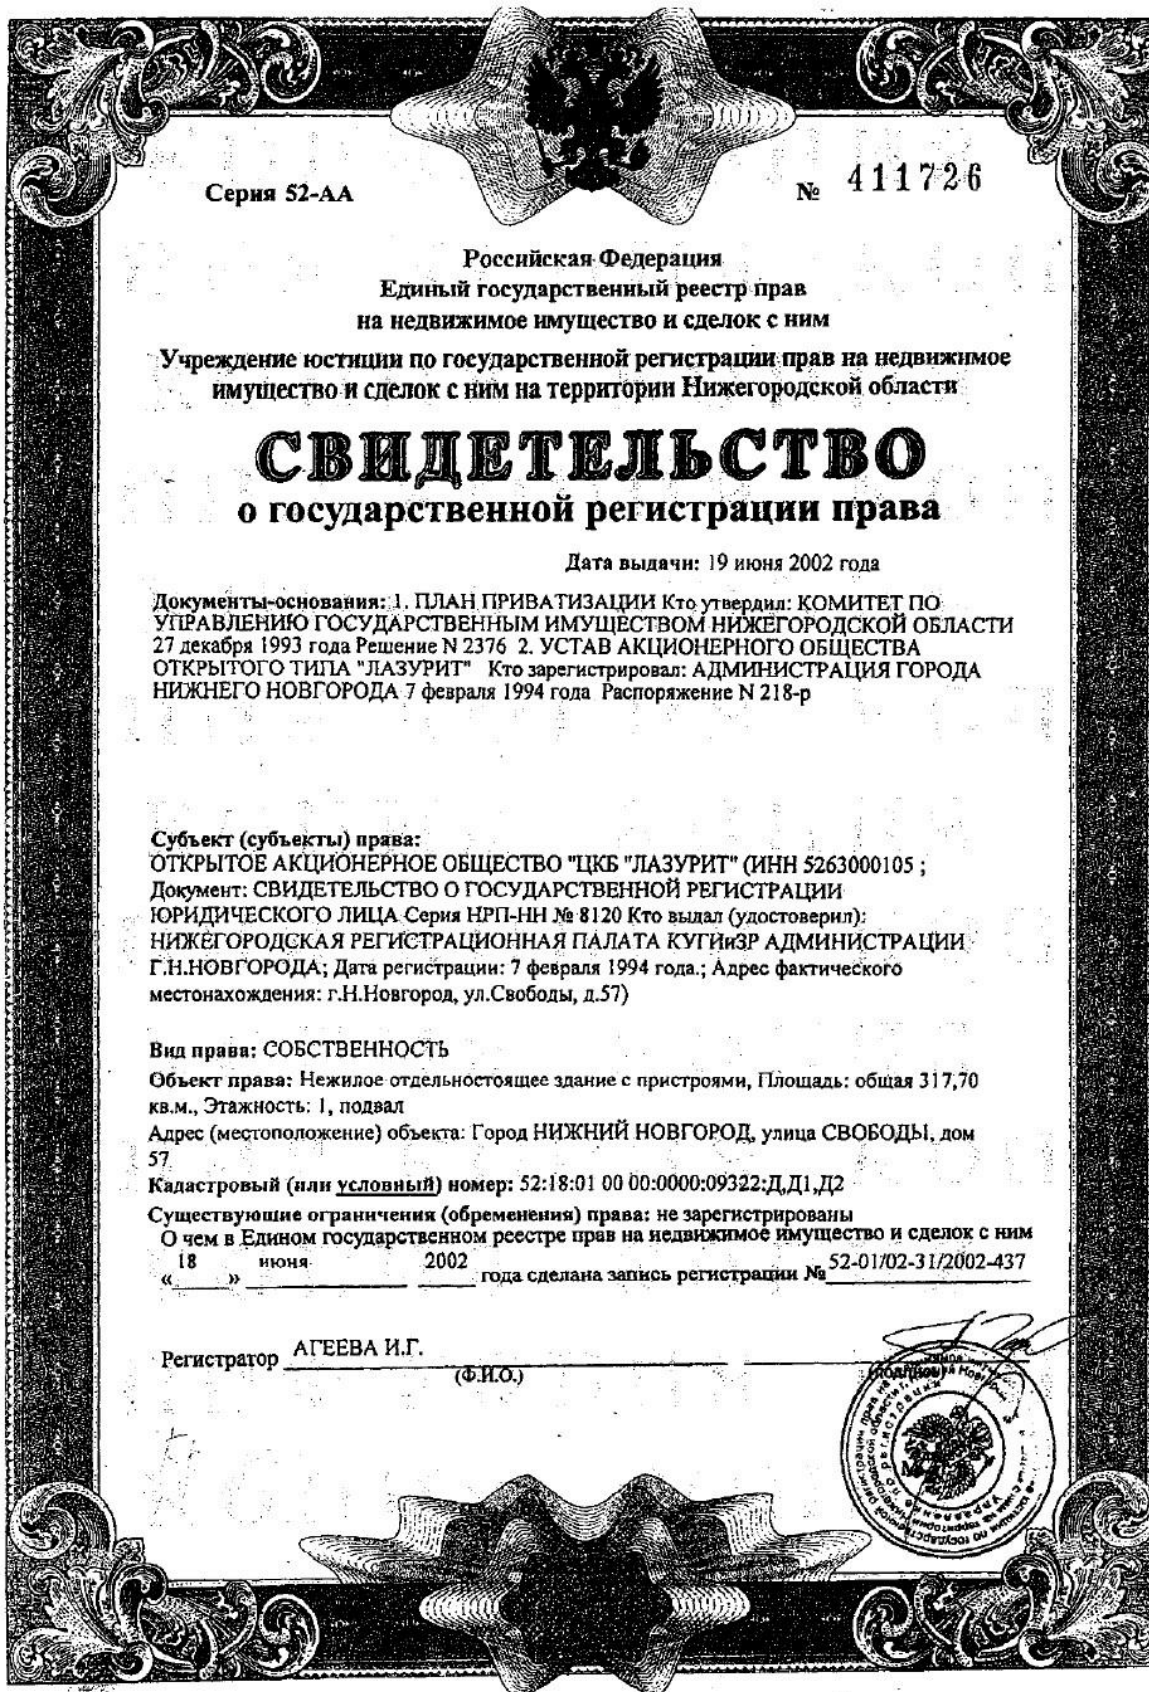 Серия 52-АА № 411726
Российская Федерация
Единый государственный реестр прав
на недвижимое имущество и сделок с ним
Учреждение юстиции по государственной регистрации прав на недвижимое
имущество и сделок с ним на территории Нижегородской области
СВИДЕТЕЛЬСТВО
о государственной регистрации права
Дата выдачи: 19 июня 2002 года
Документы-основания: 1. ПЛАН ПРИВАТИЗАЦИИ Кто утвердил: КОМИТЕТ ПО
УПРАВЛЕНИЮ ГОСУДАРСТВЕННЫМ ИМУЩЕСТВОМ НИЖЕГОРОДСКОЙ ОБЛАСТИ
27 декабря 1993 года Решение N 2376 2. УСТАВ АКЦИОНЕРНОГО ОБЩЕСТВА
ОТКРЫТОГО ТИПА "ЛАЗУРИТ" Кто зарегистрировал: АДМИНИСТРАЦИЯ ГОРОДА
НИЖНЕГО НОВГОРОДА 7 февраля 1994 года Распоряжение N 218-р
Субъект (субъекты) права:
ОТКРЫТОЕ АКЦИОНЕРНОЕ ОБЩЕСТВО "ЦКБ "ЛАЗУРИТ" (ИНН 5263000105 ;
Документ: СВИДЕТЕЛЬСТВО О ГОСУДАРСТВЕННОЙ РЕГИСТРАЦИИ
ЮРИДИЧЕСКОГО ЛИЦА Серия НРП-НН № 8120 Кто выдал (удостоверил):
НИЖЕГОРОДСКАЯ РЕГИСТРАЦИОННАЯ ПАЛАТА КУГИиЗР АДМИНИСТРАЦИИ
Г.Н.НОВГОРОДА; Дата регистрации: 7 февраля 1994 года.; Адрес фактического
местонахождения: г.Н.Новгород, ул.Свободы, д.57)
Вид права: СОБСТВЕННОСТЬ
Объект права: Нежилое отдельностоящее здание с пристроями, Площадь: общая 317,70
кв.м., Этажность: 1, подвал
Адрес (местоположение) объекта: Город НИЖНИЙ НОВГОРОД, улица СВОБОДЫ, дом
57
Кадастровый (или условный) номер: 52:18:01 00 00:0000:09322:Д,Д1,Д2
Существующие ограничения (обременения) права: не зарегистрированы
О чем в Едином государственном реестре прав на недвижимое имущество и сделок с ним
« 18 » июня 2002 года сделана запись регистрации № 52-01/02-31/2002-437
Регистратор АГЕЕВА И.Г.
(Ф.И.О.)